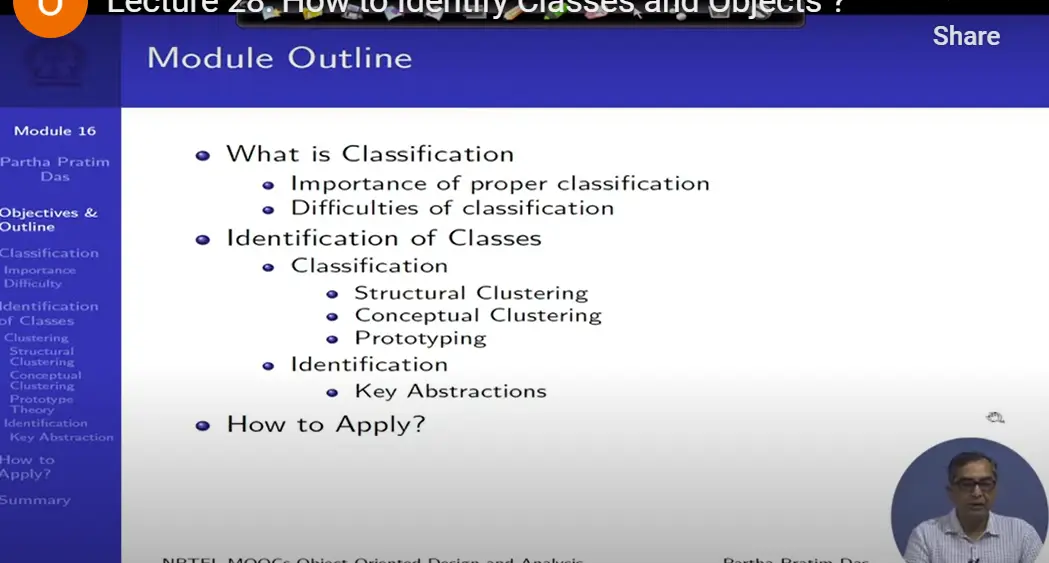 Lecture 28: How to Identify Classes and Objects ?
Share
Module Outline
Module 16
Partha Pratim
Das
Objectives &
Outline
Classification
Importance
Difficulty
Identification
of Classes
Clustering
Structural
Clustering
Conceptual
Clustering
Prototype
Theory
Identification
Key Abstraction
How to
Apply?
Summary
What is Classification
Importance of proper classification
Difficulties of classification
Identification of Classes
Classification
Structural Clustering
Conceptual Clustering
Prototyping
Identification
Key Abstractions
How to Apply?
NPTEL MOOCs Object Oriented Design and Analysis
Partha Pratim Das